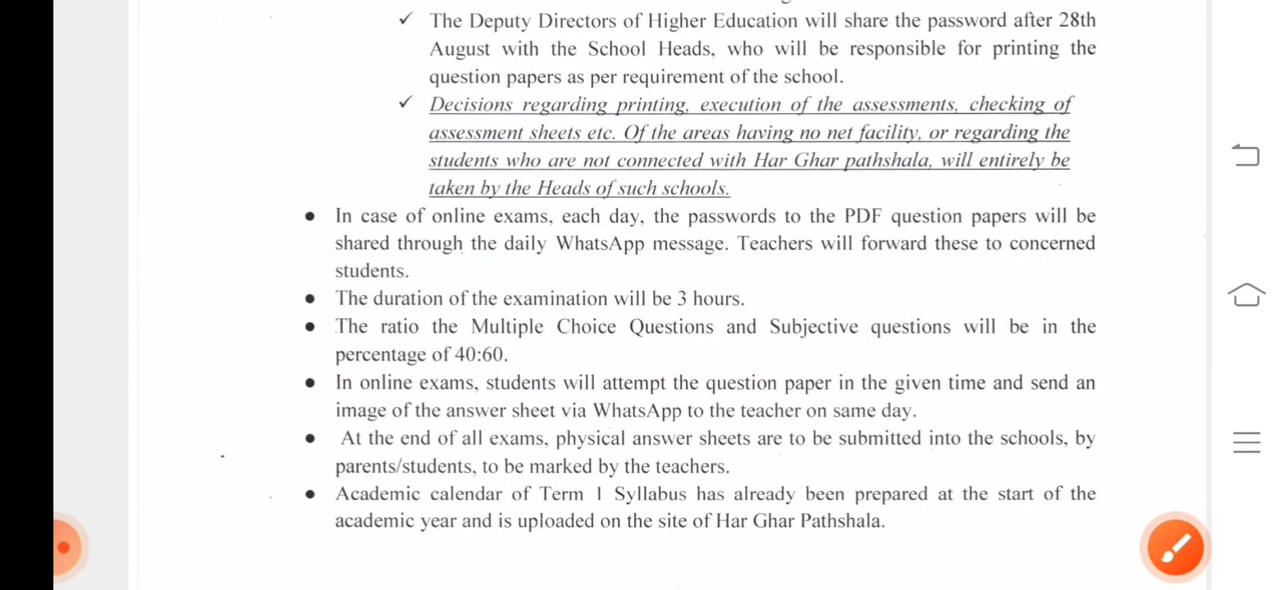 ✓ The Deputy Directors of Higher Education will share the password after 28th
August with the School Heads, who will be responsible for printing the
question papers as per requirement of the school.
✓ Decisions regarding printing, execution of the assessments, checking of
assessment sheets etc. Of the areas having no net facility, or regarding the
students who are not connected with Har Ghar pathshala, will entirely be
taken by the Heads of such schools.
● In case of online exams, each day, the passwords to the PDF question papers will be
shared through the daily WhatsApp message. Teachers will forward these to concerned
students.
● The duration of the examination will be 3 hours.
● The ratio the Multiple Choice Questions and Subjective questions will be in the
percentage of 40:60.
● In online exams, students will attempt the question paper in the given time and send an
image of the answer sheet via WhatsApp to the teacher on same day.
● At the end of all exams, physical answer sheets are to be submitted into the schools, by
parents/students, to be marked by the teachers.
● Academic calendar of Term 1 Syllabus has already been prepared at the start of the
academic year and is uploaded on the site of Har Ghar Pathshala.